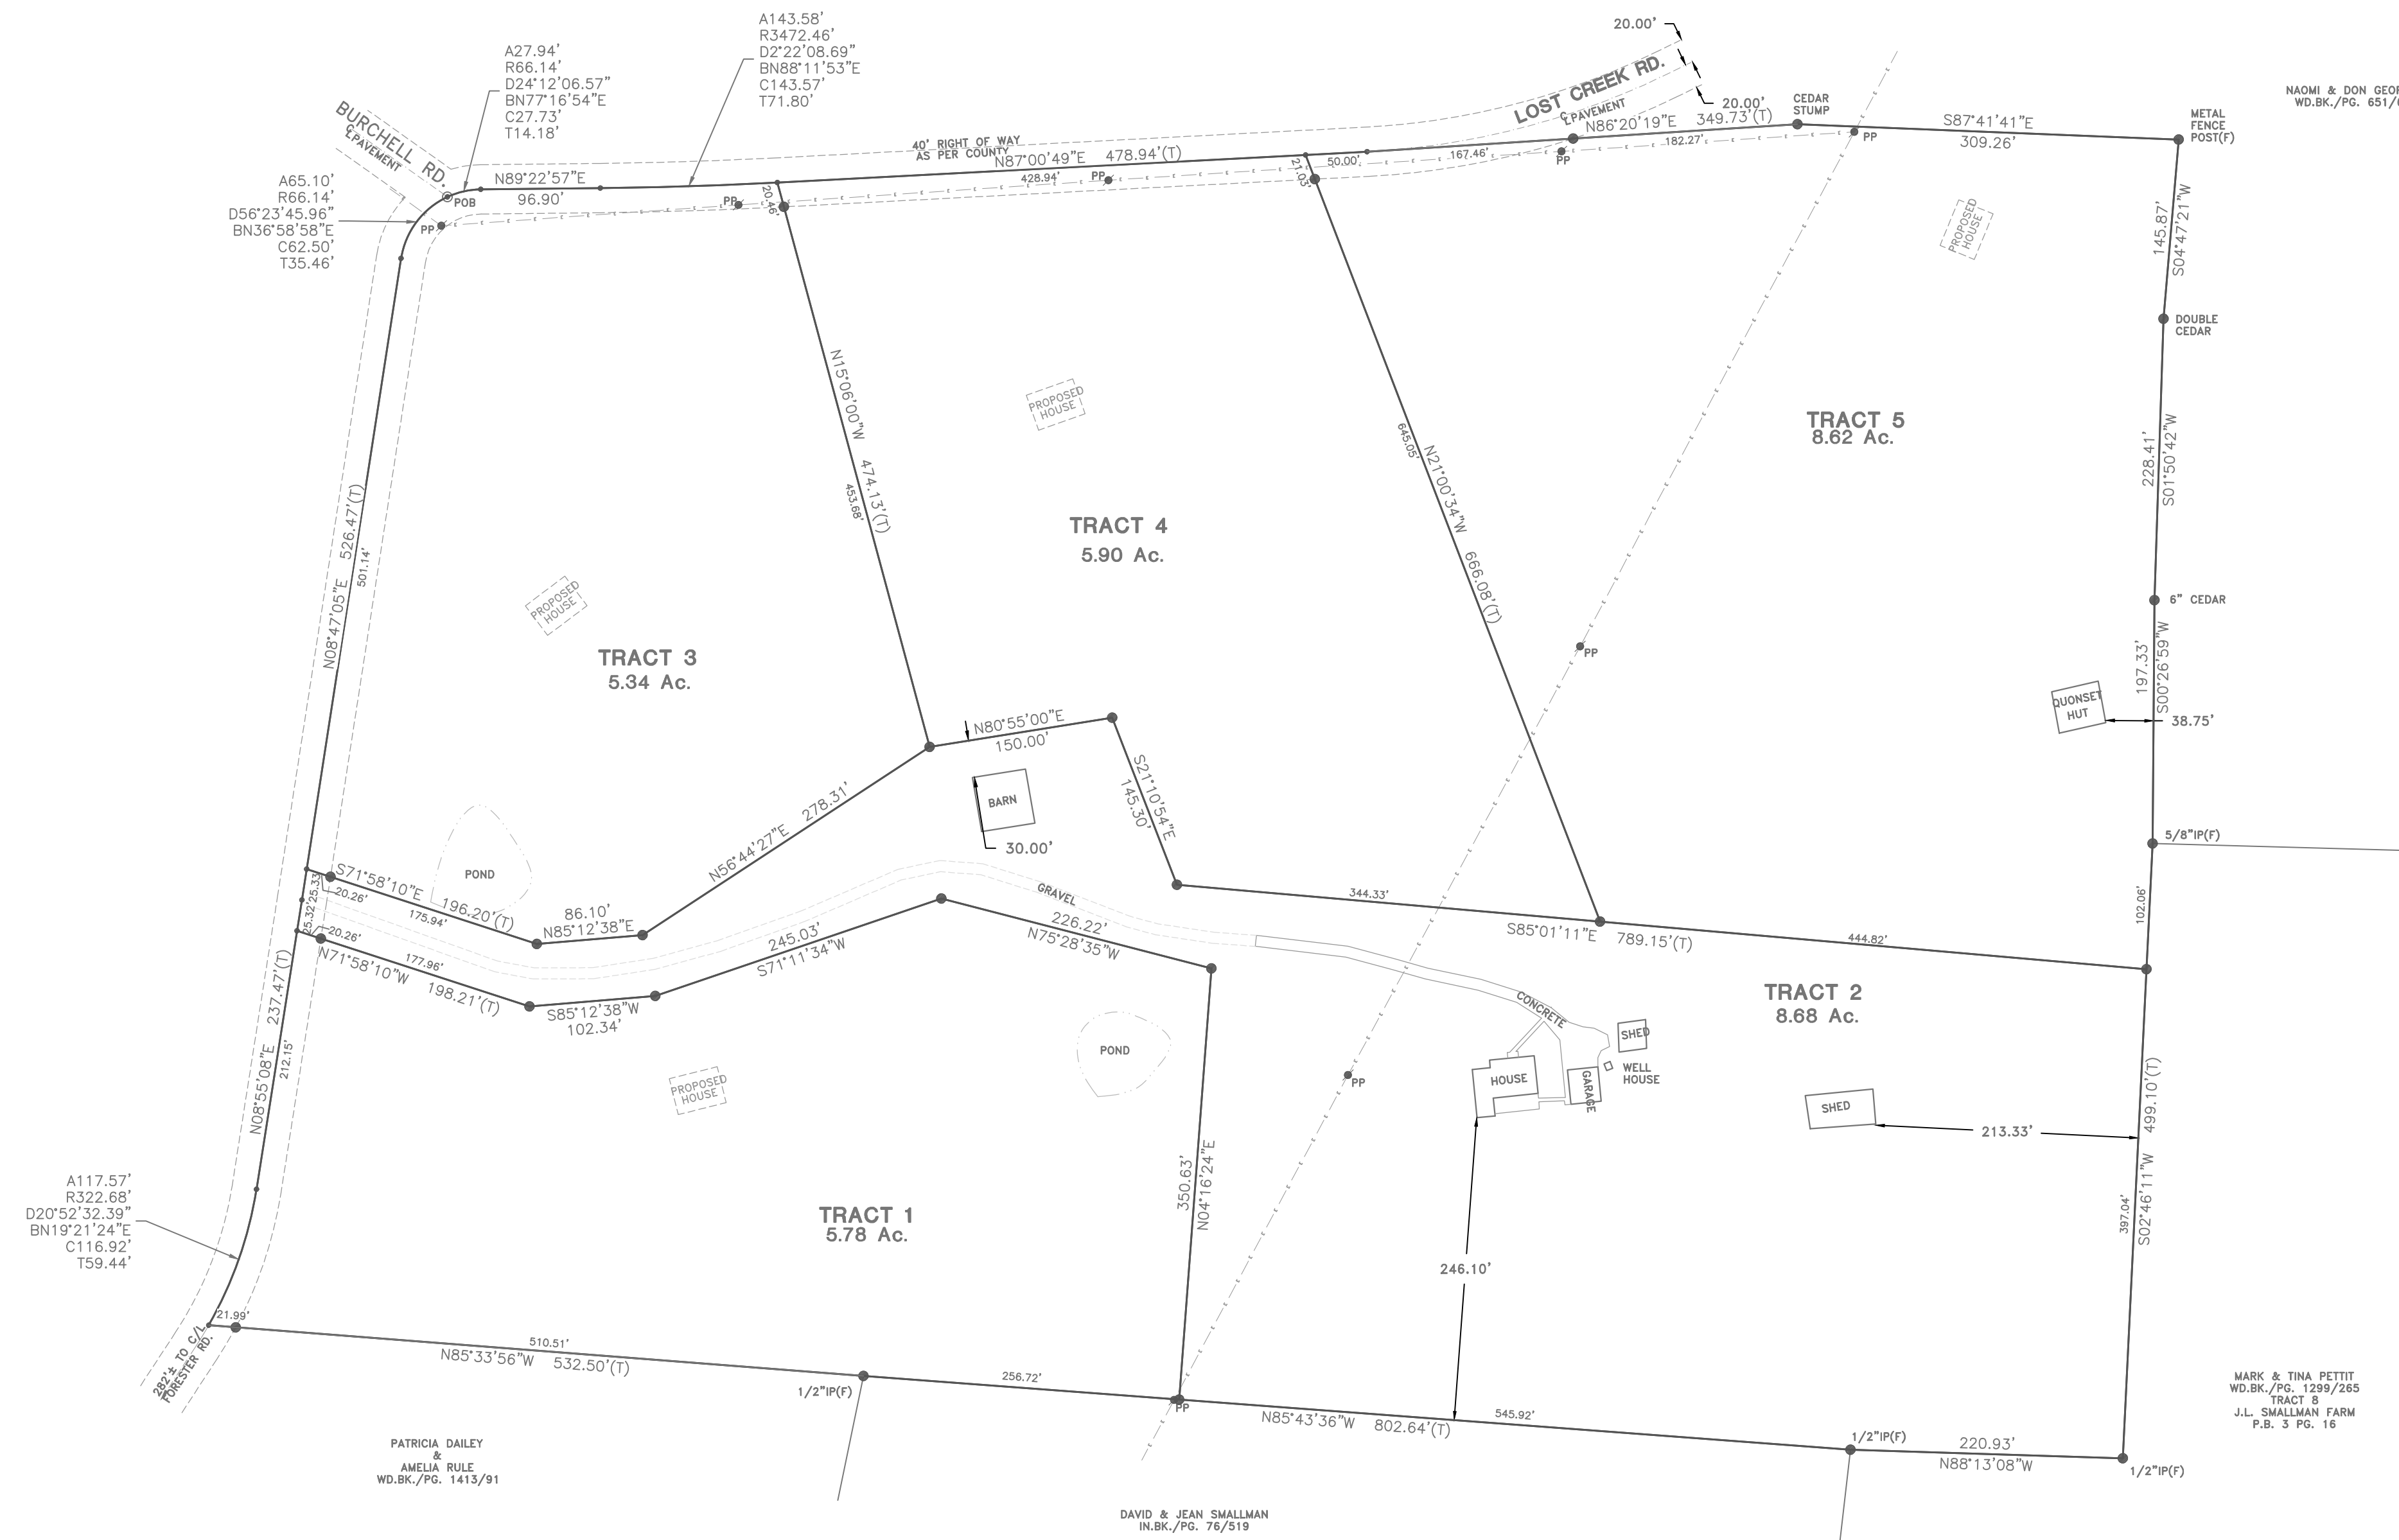 A27.94'
R66.14'
D24°12'06.57"
BN77°16'54"E
C27.73'
T14.18'
A143.58'
R3472.46'
D2°22'08.69"
BN88°11'53"E
C143.57'
T71.80'
20.00'
LOST CREEK RD.
℄PAVEMENT
20.00'
CEDAR
STUMP
NAOMI & DON GEOR
WD.BK./PG. 651/6
METAL
FENCE
POST(F)
BURCHELL RD.
℄PAVEMENT
40' RIGHT OF WAY
AS PER COUNTY
N87°00'49"E 478.94'(T)
N86°20'19"E 349.73'(T)
S87°41'41"E
309.26'
A65.10'
R66.14'
D56°23'45.96"
BN36°58'58"E
C62.50'
T35.46'
POB
PP
N89°22'57"E
96.90'
PP
20.46'
428.94'
PP
21.03'
50.00'
167.46'
PP
182.27'
PP
PROPOSED
HOUSE
145.87'
S04°47'21"W
DOUBLE
CEDAR
N15°06'00"W 474.13'(T)
453.68'
PROPOSED
HOUSE
TRACT 4
5.90 Ac.
645.05'
N21°00'34"W 666.08'(T)
TRACT 5
8.62 Ac.
228.41'
S01°50'42"W
6" CEDAR
N08°47'05"E 526.47'(T)
501.14'
PROPOSED
HOUSE
TRACT 3
5.34 Ac.
PP
197.33'
S00°26'59"W
QUONSET
HUT
38.75'
N80°55'00"E
150.00'
BARN
30.00'
S21°10'54"E
145.30'
N56°44'27"E 278.31'
5/8"IP(F)
POND
S71°58'10"E 196.20'(T)
20.26'
175.94'
25.33'
25.32'
86.10'
N85°12'38"E
GRAVEL
344.33'
S85°01'11"E 789.15'(T)
444.82'
102.06'
20.26'
177.96'
N71°58'10"W 198.21'(T)
S85°12'38"W
102.34'
245.03'
S71°11'34"W
226.22'
N75°28'35"W
N08°55'08"E 237.47'(T)
212.15'
PROPOSED
HOUSE
POND
TRACT 2
8.68 Ac.
CONCRETE
SHED
HOUSE
GARAGE
WELL
HOUSE
PP
SHED
213.33'
S02°46'11"W 499.10'(T)
397.04'
350.63'
N04°16'24"E
246.10'
A117.57'
R322.68'
D20°52'32.39"
BN19°21'24"E
C116.92'
T59.44'
TRACT 1
5.78 Ac.
21.99'
282'± TO C/L
FORESTER RD.
510.51'
N85°33'56"W 532.50'(T)
1/2"IP(F)
256.72'
PP
N85°43'36"W 802.64'(T)
545.92'
1/2"IP(F)
220.93'
N88°13'08"W
1/2"IP(F)
MARK & TINA PETTIT
WD.BK./PG. 1299/265
TRACT 8
J.L. SMALLMAN FARM
P.B. 3 PG. 16
PATRICIA DAILEY
&
AMELIA RULE
WD.BK./PG. 1413/91
DAVID & JEAN SMALLMAN
IN.BK./PG. 76/519